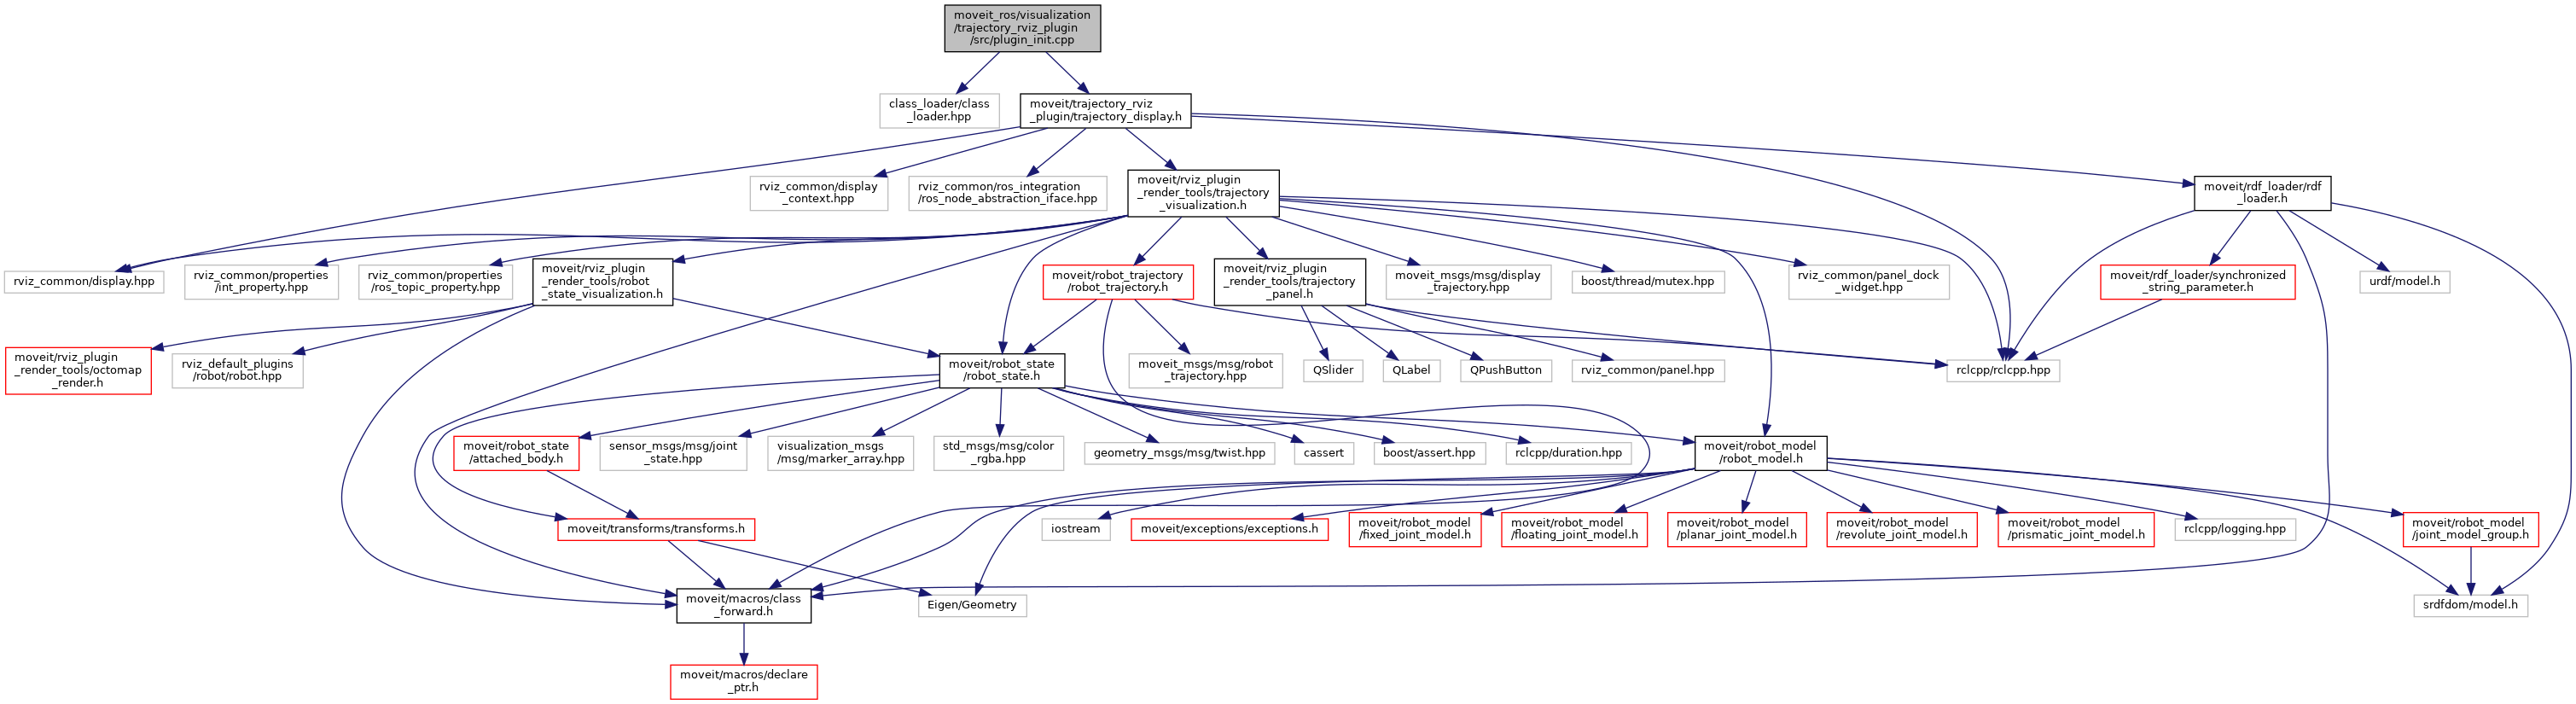 moveit_ros/visualization
/trajectory_rviz_plugin
/src/plugin_init.cpp
class_loader/class
_loader.hpp
moveit/trajectory_rviz
_plugin/trajectory_display.h
rviz_common/display
_context.hpp
rviz_common/ros_integration
/ros_node_abstraction_iface.hpp
moveit/rviz_plugin
_render_tools/trajectory
_visualization.h
moveit/rdf_loader/rdf
_loader.h
rviz_common/display.hpp
rviz_common/properties
/int_property.hpp
rviz_common/properties
/ros_topic_property.hpp
moveit/rviz_plugin
_render_tools/robot
_state_visualization.h
moveit/robot_trajectory
/robot_trajectory.h
moveit/rviz_plugin
_render_tools/trajectory
_panel.h
moveit_msgs/msg/display
_trajectory.hpp
boost/thread/mutex.hpp
rviz_common/panel_dock
_widget.hpp
moveit/rdf_loader/synchronized
_string_parameter.h
urdf/model.h
moveit/rviz_plugin
_render_tools/octomap
_render.h
rviz_default_plugins
/robot/robot.hpp
moveit/robot_state
/robot_state.h
moveit_msgs/msg/robot
_trajectory.hpp
QSlider
QLabel
QPushButton
rviz_common/panel.hpp
rclcpp/rclcpp.hpp
moveit/robot_state
/attached_body.h
sensor_msgs/msg/joint
_state.hpp
visualization_msgs
/msg/marker_array.hpp
std_msgs/msg/color
_rgba.hpp
geometry_msgs/msg/twist.hpp
cassert
boost/assert.hpp
rclcpp/duration.hpp
moveit/robot_model
/robot_model.h
moveit/transforms/transforms.h
iostream
moveit/exceptions/exceptions.h
moveit/robot_model
/fixed_joint_model.h
moveit/robot_model
/floating_joint_model.h
moveit/robot_model
/planar_joint_model.h
moveit/robot_model
/revolute_joint_model.h
moveit/robot_model
/prismatic_joint_model.h
rclcpp/logging.hpp
moveit/robot_model
/joint_model_group.h
moveit/macros/class
_forward.h
Eigen/Geometry
srdfdom/model.h
moveit/macros/declare
_ptr.h